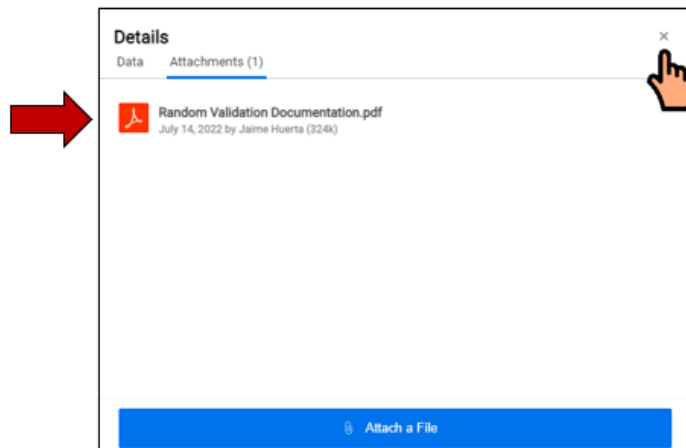 Details
×
Data Attachments (1)
Random Validation Documentation.pdf
July 14, 2022 by Jaime Huerta (324k)
Attach a File